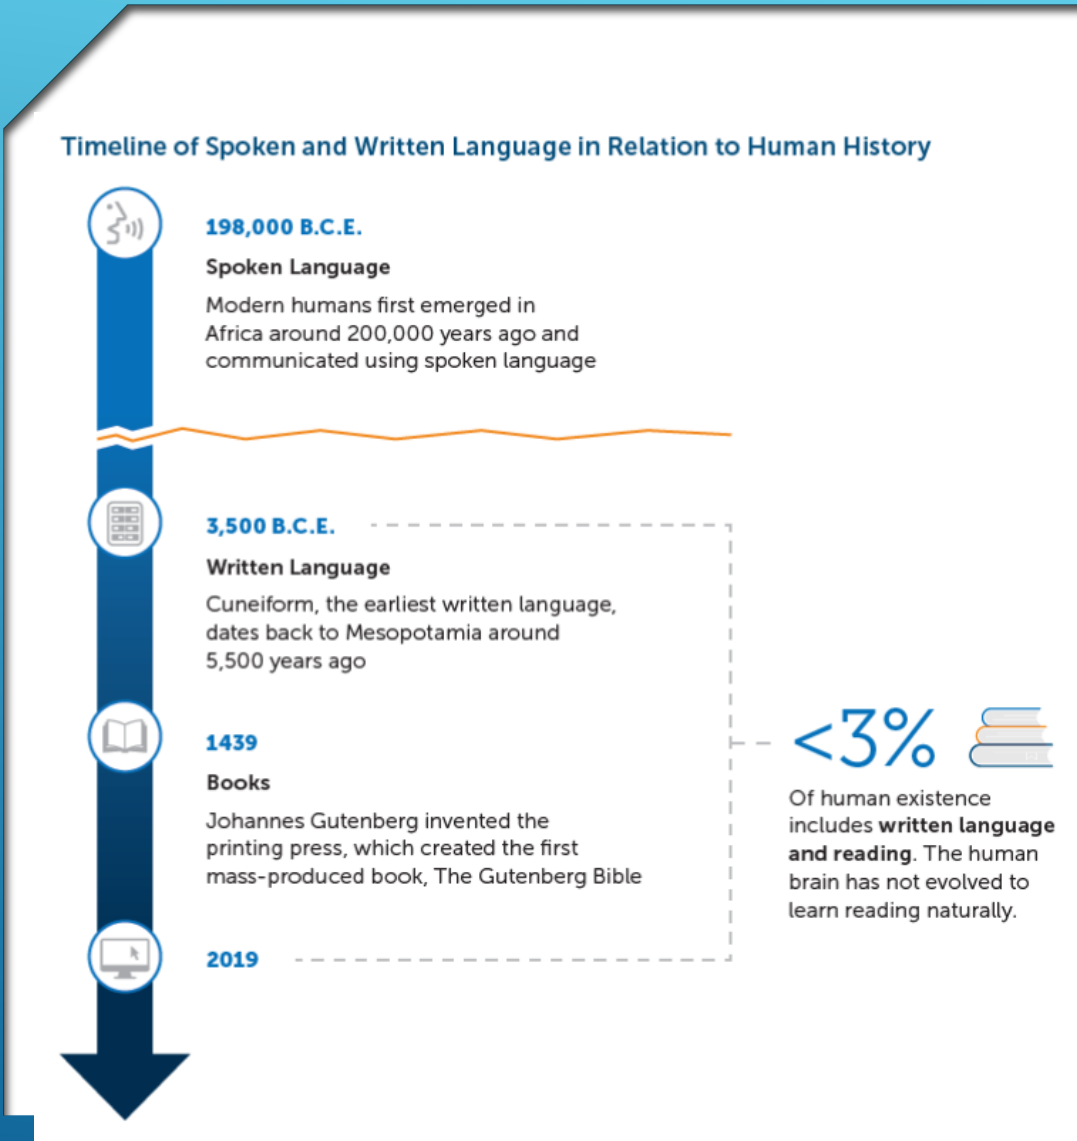 Timeline of Spoken and Written Language in Relation to Human History
198,000 B.C.E.
Spoken Language
Modern humans first emerged in
Africa around 200,000 years ago and
communicated using spoken language
3,500 B.C.E.
Written Language
Cuneiform, the earliest written language,
dates back to Mesopotamia around
5,500 years ago
1439
Books
Johannes Gutenberg invented the
printing press, which created the first
mass-produced book, The Gutenberg Bible
2019
<3%
Of human existence
includes written language
and reading. The human
brain has not evolved to
learn reading naturally.